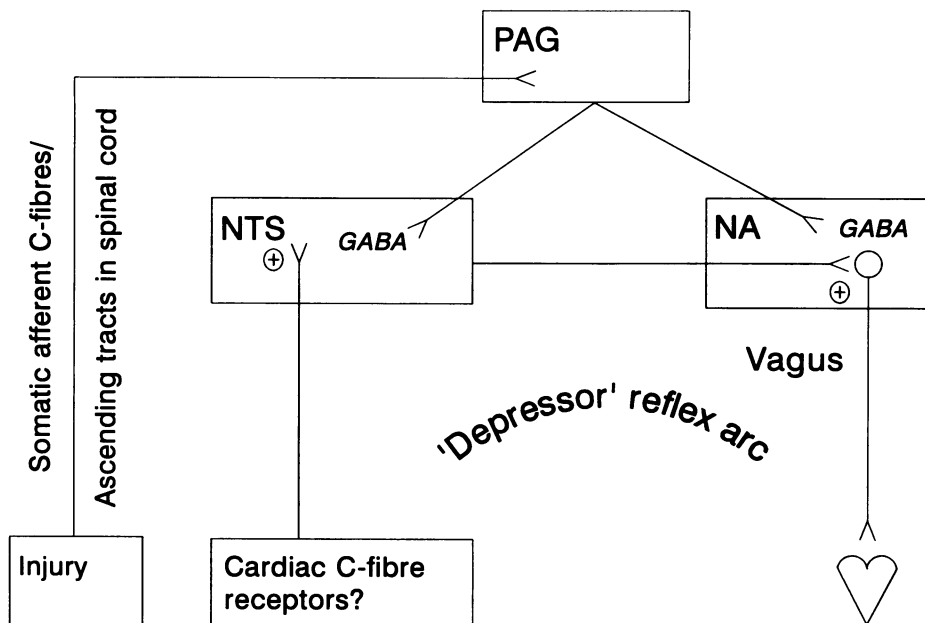 PAG
Somatic afferent C-fibres/
Ascending tracts in spinal cord
NTS
GABA
+
NA
GABA
+
Vagus
'Depressor' reflex arc
Injury
Cardiac C-fibre
receptors?